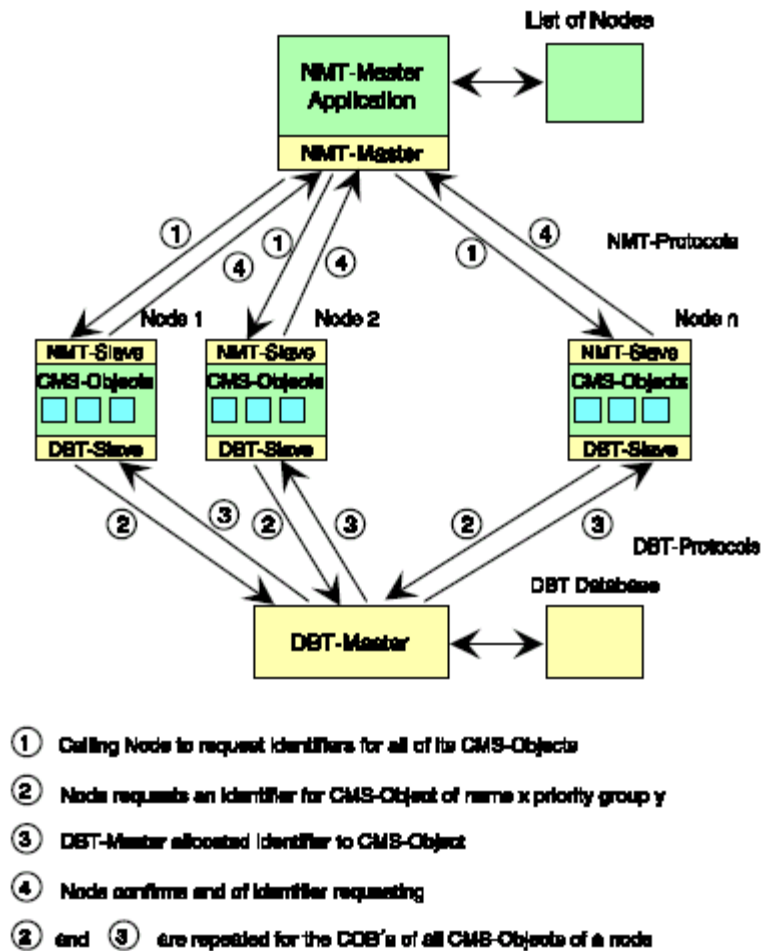 List of Nodes
NMT-Master
Application
NMT-Master
1
4
1
4
1
4
NMT-Protocols
Node 1
Node 2
Node n
NMT-Slave
NMT-Slave
NMT-Slave
CMS-Objects
CMS-Objects
CMS-Objects
DBT-Slave
DBT-Slave
DBT-Slave
2
3
2
3
2
3
DBT-Protocols
DBT Database
DBT-Master
1 Calling Node to request identifiers for all of its CMS-Objects
2 Node requests an identifier for CMS-Object of name x priority group y
3 DBT-Master allocated identifier to CMS-Object
4 Node confirms end of identifier requesting
2 and 3 are repeated for the COB's of all CMS-Objects of a node